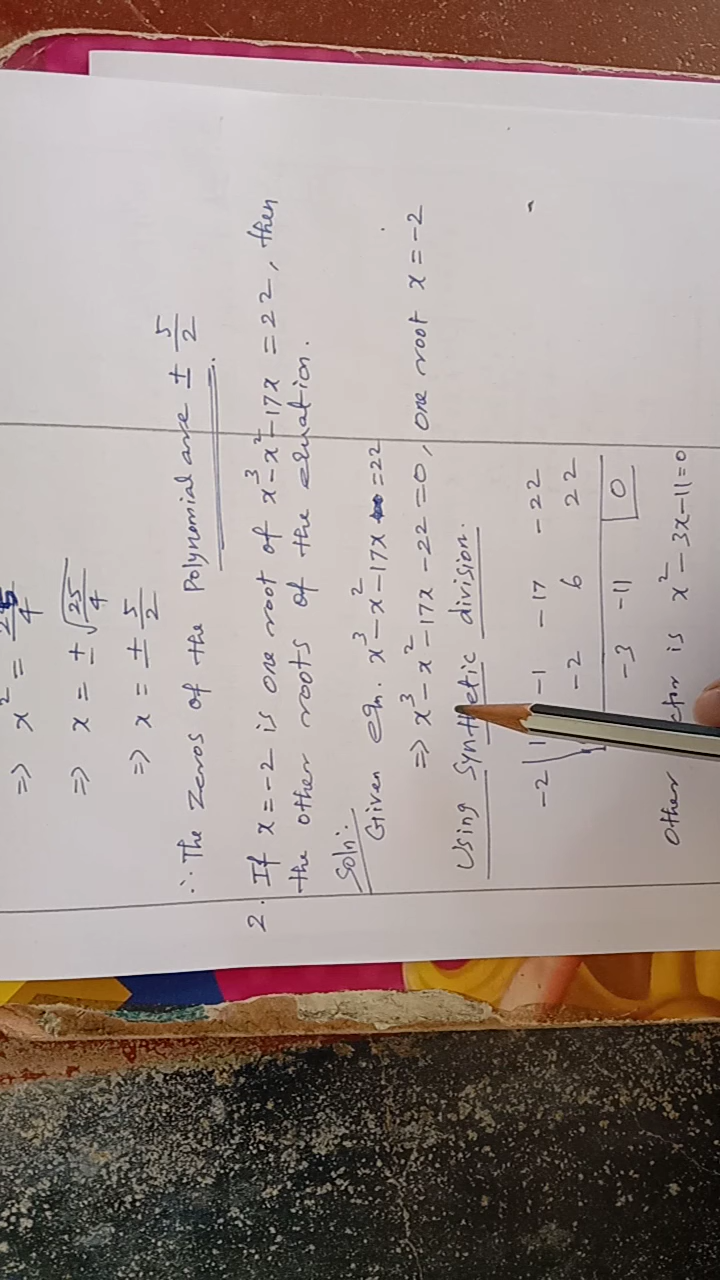 => x² = 25/4
=> x = ± √25/4
=> x = ± 5/2
∴ The Zeros of the Polynomial are ± 5/2
2. If x = -2 is one root of x³ - x² - 17x = 22, then
the other roots of the equation.
Soln:
Given eqn. x³ - x² - 17x = 22
=> x³ - x² - 17x - 22 = 0, one root x = -2
Using Synthetic division.
-2 | 1 -1 -17 -22
-2 6 22
-3 -11 0
Other is x² - 3x - 11 = 0